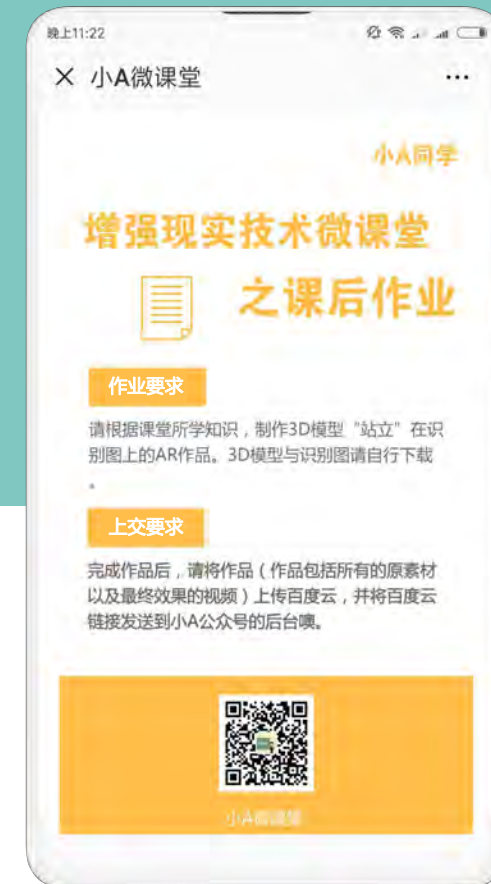 晚上11:22
小A微课堂
小A同学
增强现实技术微课堂
之课后作业
作业要求
请根据课堂所学知识，制作3D模型“站立”在识
别图上的AR作品。3D模型与识别图请自行下载
。
上交要求
完成作品后，请将作品（作品包括所有的原素材
以及最终效果的视频）上传百度云，并将百度云
链接发送到小A公众号的后台噢。
小A微课堂